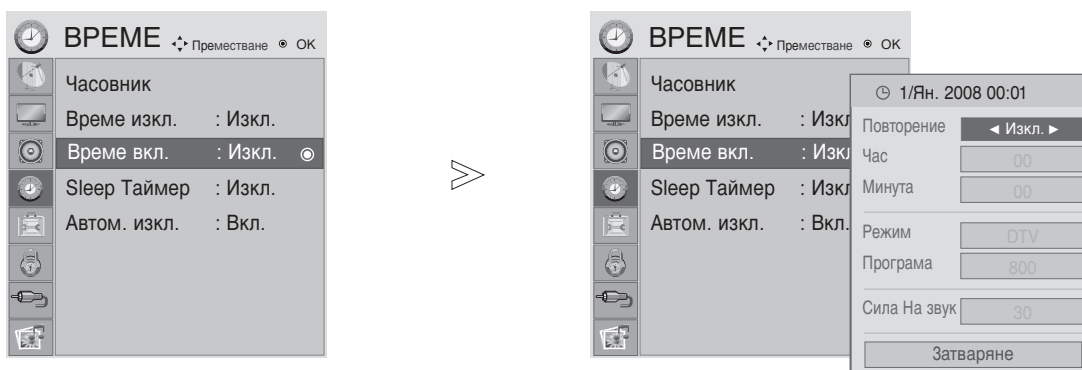 ВРЕМЕ Преместване OK
Часовник
Време изкл. : Изкл.
Време вкл. : Изкл.
Sleep Таймер : Изкл.
Автом. изкл. : Вкл.
ВРЕМЕ Преместване OK
Часовник
Време изкл. : Изкл
Време вкл. : Изкл
Sleep Таймер : Изкл
Автом. изкл. : Вкл.
1/Ян. 2008 00:01
Повторение ◄ Изкл. ►
Час 00
Минута 00
Режим DTV
Програма 800
Сила На звук 30
Затваряне